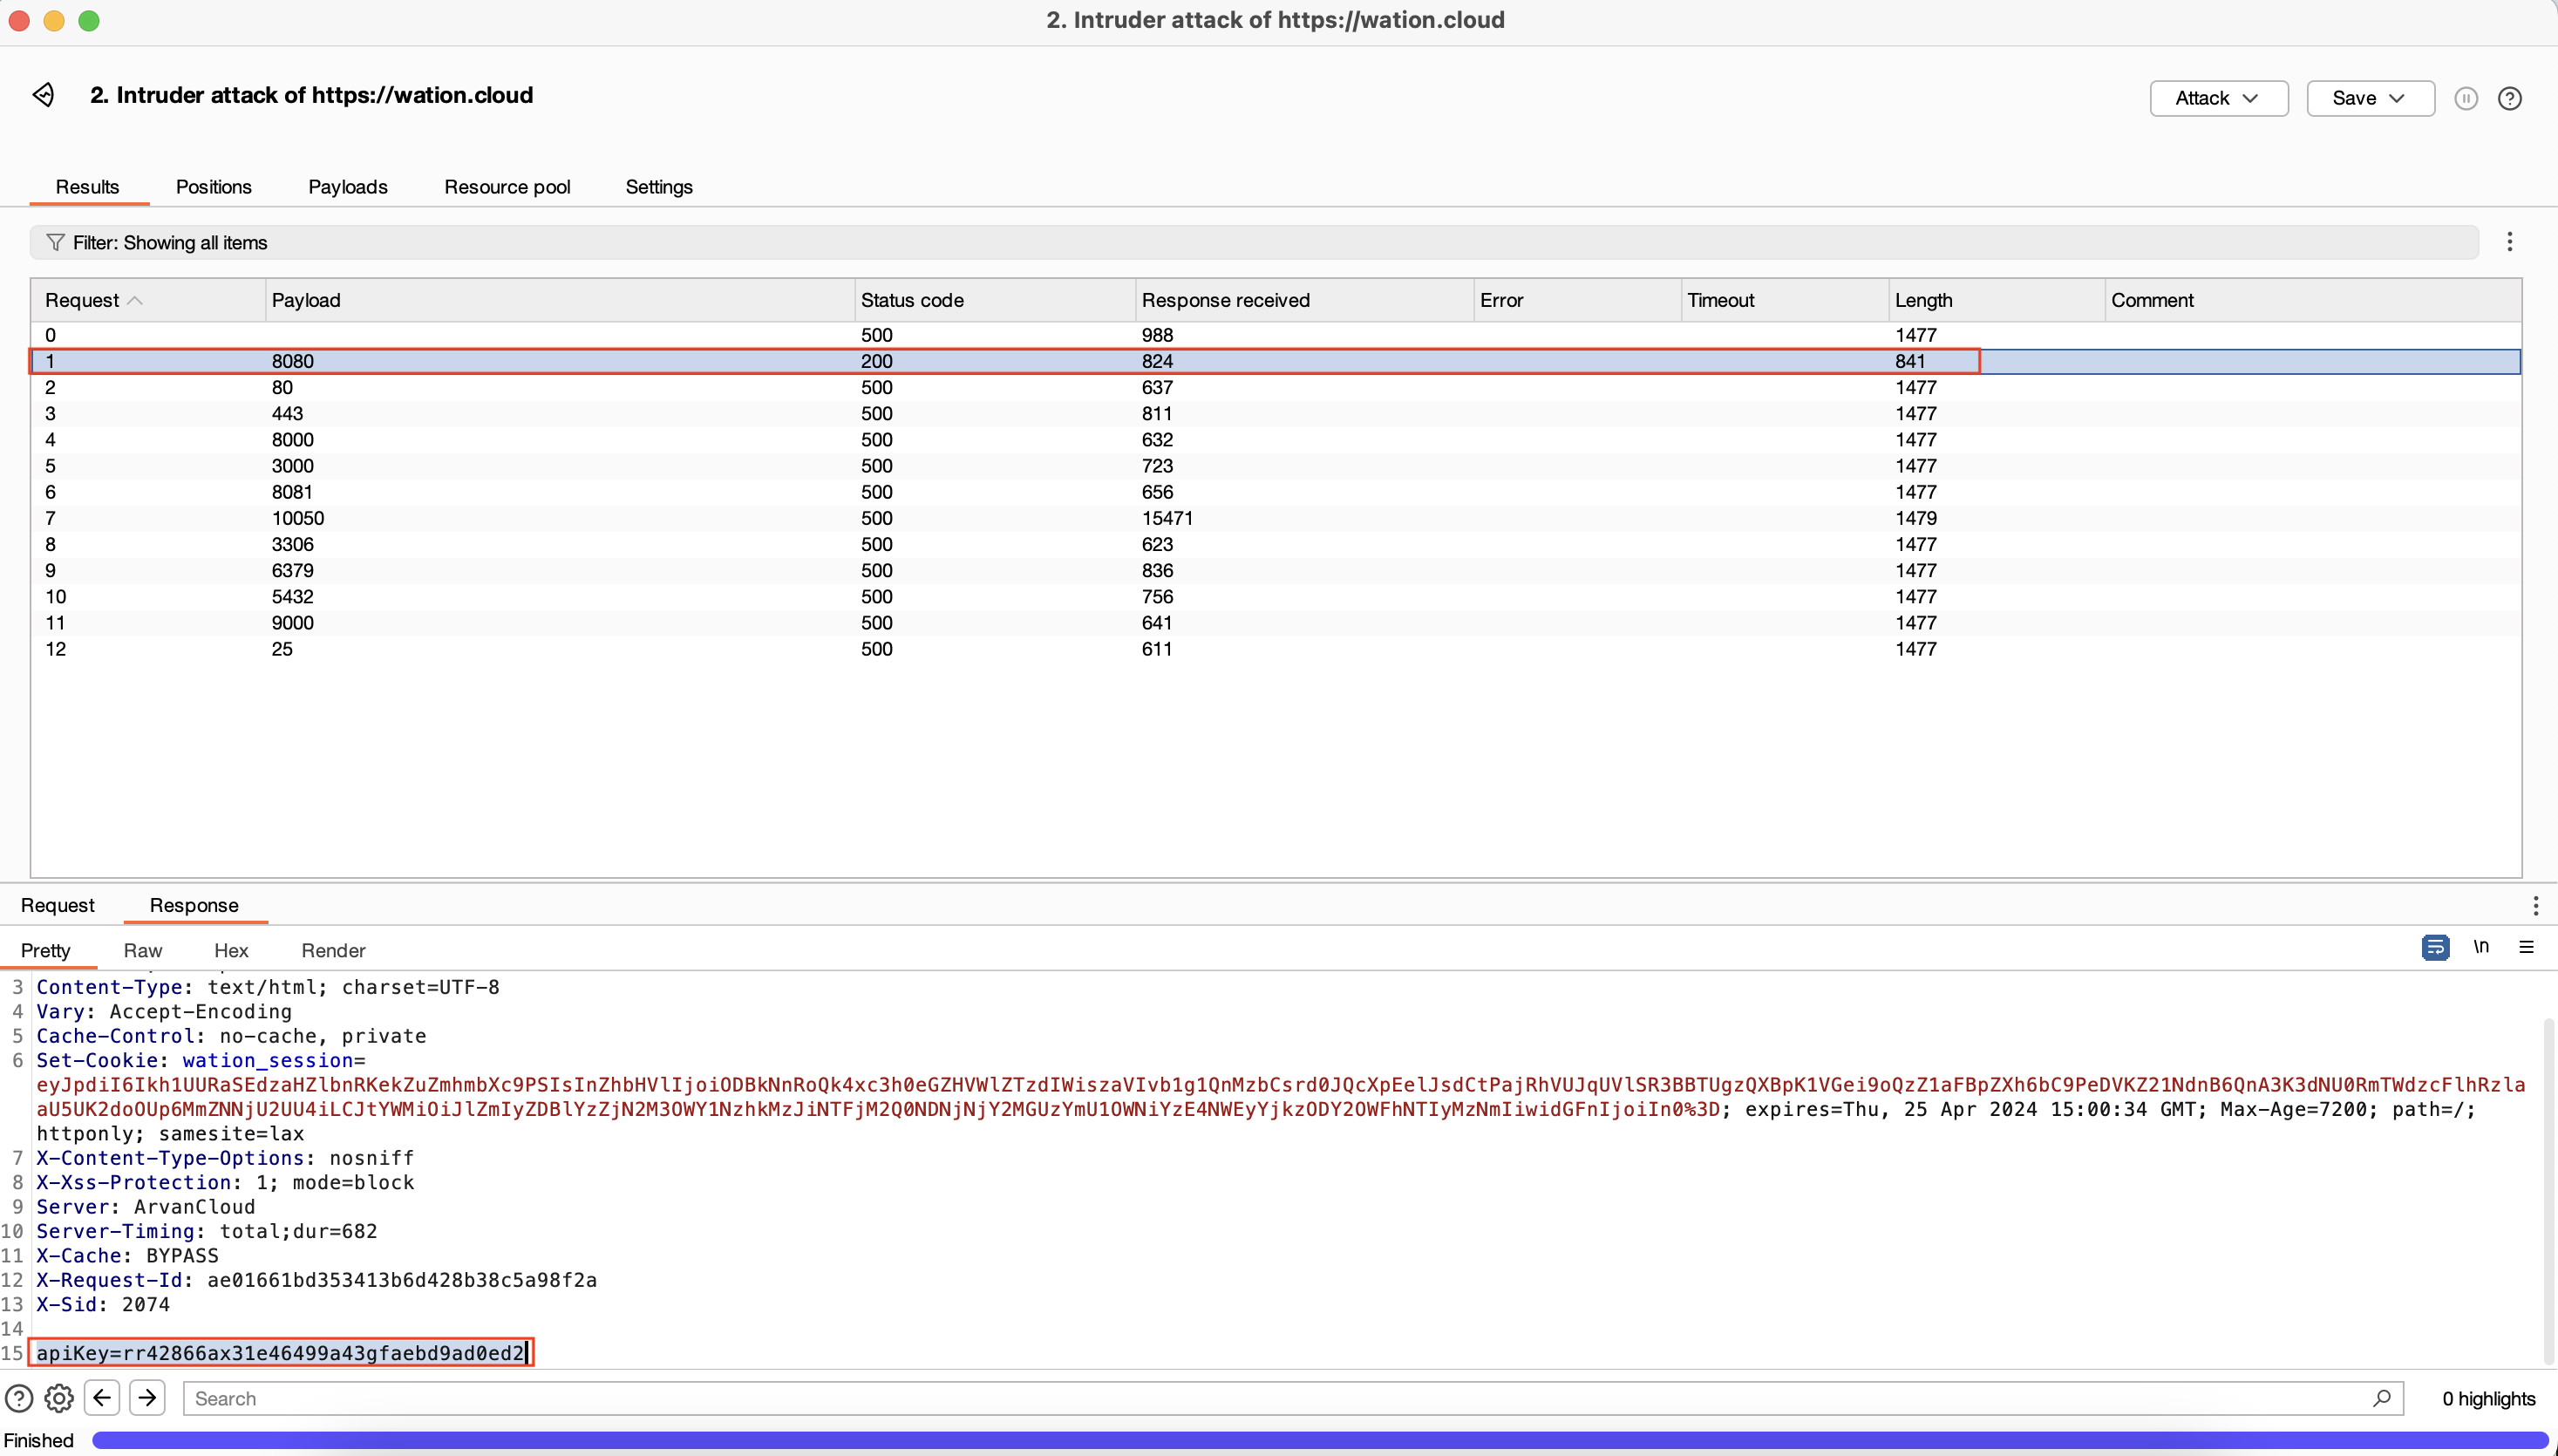 2. Intruder attack of https://wation.cloud
2. Intruder attack of https://wation.cloud
Attack
Save
Results Positions Payloads Resource pool Settings
Filter: Showing all items
Request Payload Status code Response received Error Timeout Length Comment
0 500 988 1477
1 8080 200 824 841
2 80 500 637 1477
3 443 500 811 1477
4 8000 500 632 1477
5 3000 500 723 1477
6 8081 500 656 1477
7 10050 500 15471 1479
8 3306 500 623 1477
9 6379 500 836 1477
10 5432 500 756 1477
11 9000 500 641 1477
12 25 500 611 1477
Request Response
Pretty Raw Hex Render
\n
3 Content-Type: text/html; charset=UTF-8
4 Vary: Accept-Encoding
5 Cache-Control: no-cache, private
6 Set-Cookie: wation_session=
; expires=Thu, 25 Apr 2024 15:00:34 GMT; Max-Age=7200; path=/;
httponly; samesite=lax
7 X-Content-Type-Options: nosniff
8 X-Xss-Protection: 1; mode=block
9 Server: ArvanCloud
10 Server-Timing: total;dur=682
11 X-Cache: BYPASS
12 X-Request-Id: ae01661bd353413b6d428b38c5a98f2a
13 X-Sid: 2074
14
15 apiKey=rr42866ax31e46499a43gfaebd9ad0ed2
Search
0 highlights
Finished